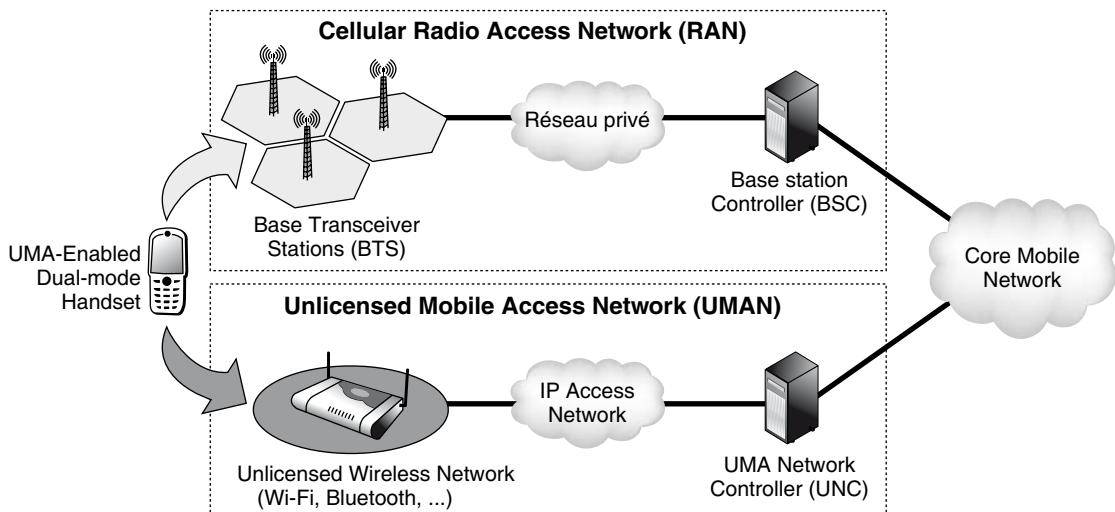 Cellular Radio Access Network (RAN)
Réseau privé
Base Transceiver
Stations (BTS)
Base station
Controller (BSC)
UMA-Enabled
Dual-mode
Handset
Core Mobile
Network
Unlicensed Mobile Access Network (UMAN)
IP Access
Network
Unlicensed Wireless Network
(Wi-Fi, Bluetooth, ...)
UMA Network
Controller (UNC)